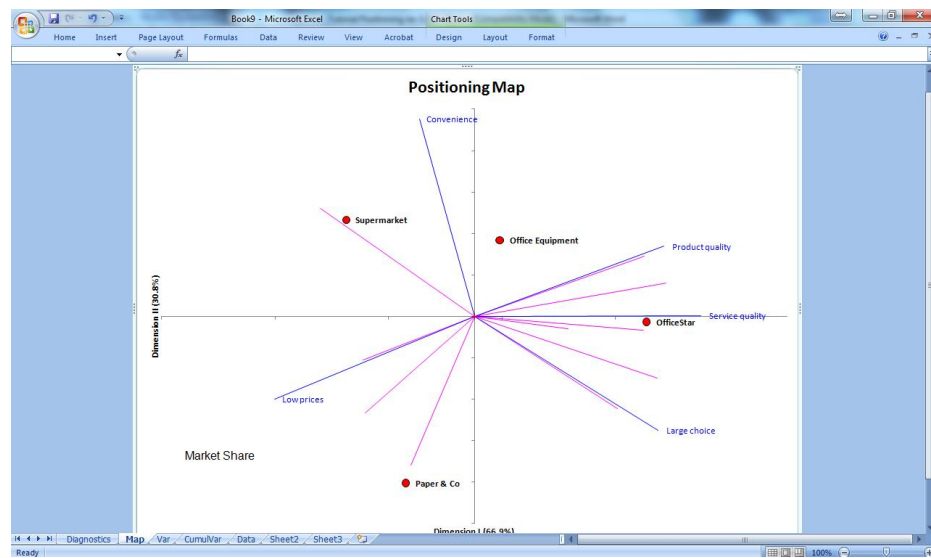 Book9 - Microsoft Excel
Chart Tools
Home Insert Page Layout Formulas Data Review View Acrobat Design Layout Format
fx
Positioning Map
Convenience
Supermarket
Office Equipment
Product quality
Dimension II (30.8%)
Service quality
OfficeStar
Low prices
Large choice
Market Share
Paper & Co
Dimension I (66.9%)
Diagnostics Map Var CumulVar Data Sheet2 Sheet3
Ready
100%